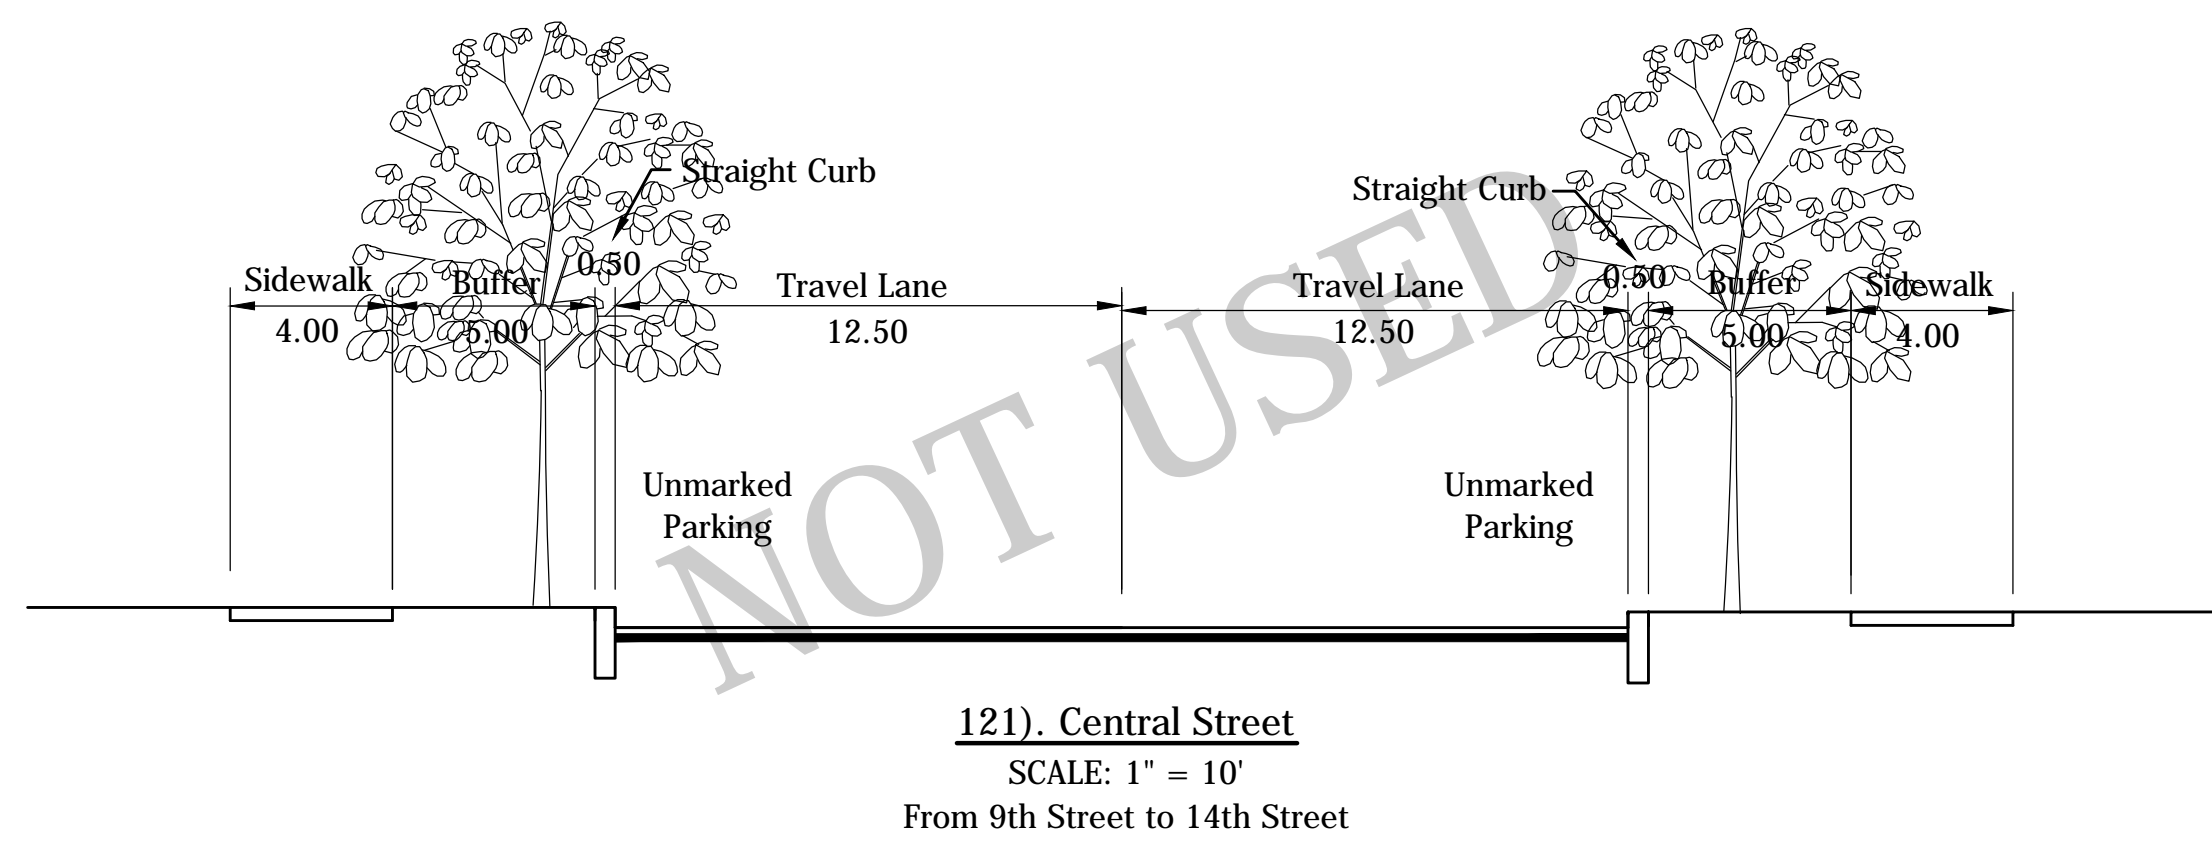 Straight Curb
Straight Curb
0.50
0.50
Sidewalk
Buffer
Travel Lane
Travel Lane
Buffer
Sidewalk
4.00
5.00
12.50
12.50
5.00
4.00
Unmarked
Parking
Unmarked
Parking
NOT USED
121). Central Street
SCALE: 1" = 10'
From 9th Street to 14th Street